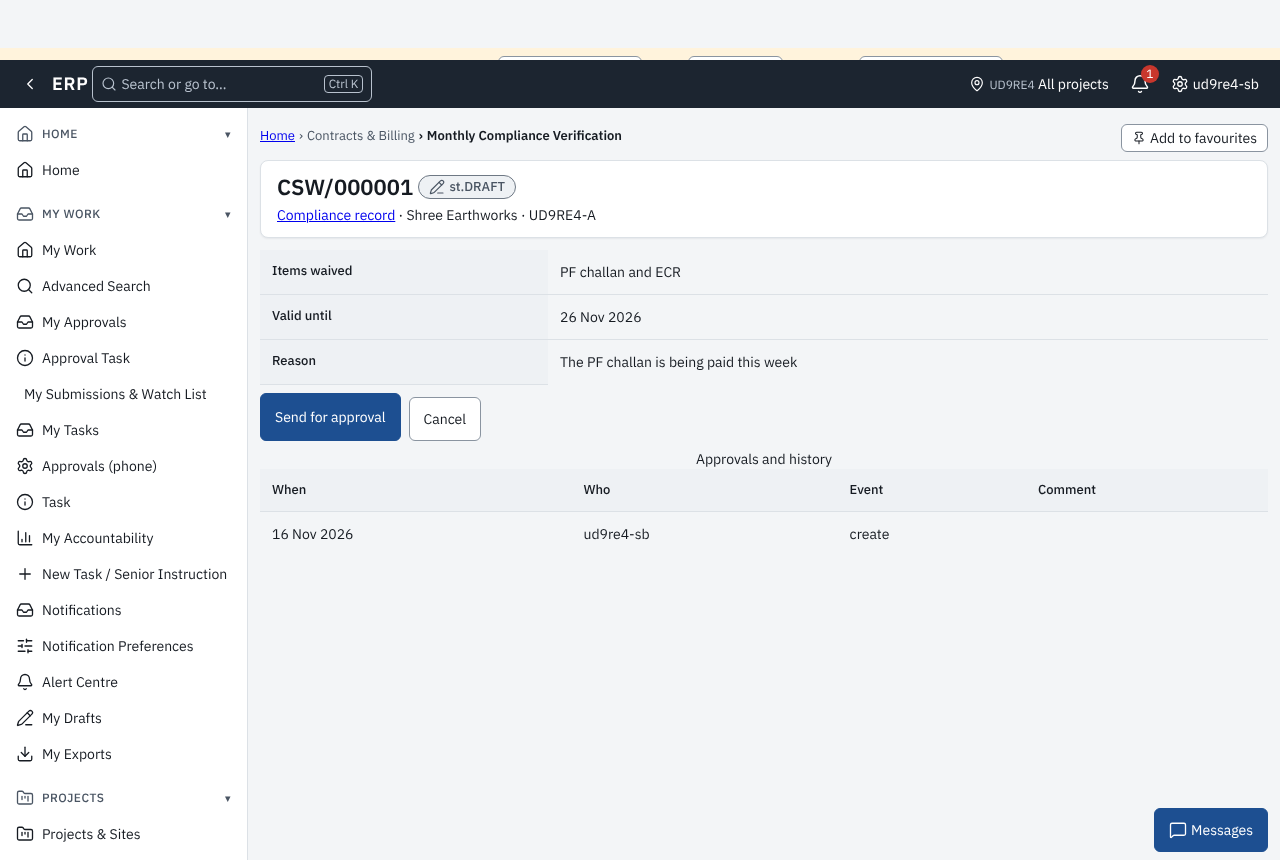 ERP
Search or go to...
Ctrl K
UD9RE4 All projects
1
ud9re4-sb
HOME
Home
MY WORK
My Work
Advanced Search
My Approvals
Approval Task
My Submissions & Watch List
My Tasks
Approvals (phone)
Task
My Accountability
New Task / Senior Instruction
Notifications
Notification Preferences
Alert Centre
My Drafts
My Exports
PROJECTS
Projects & Sites
Home › Contracts & Billing › Monthly Compliance Verification
Add to favourites
CSW/000001 st.DRAFT
Compliance record · Shree Earthworks · UD9RE4-A
Items waived PF challan and ECR
Valid until 26 Nov 2026
Reason The PF challan is being paid this week
Send for approval Cancel
Approvals and history
When Who Event Comment
16 Nov 2026 ud9re4-sb create
Messages